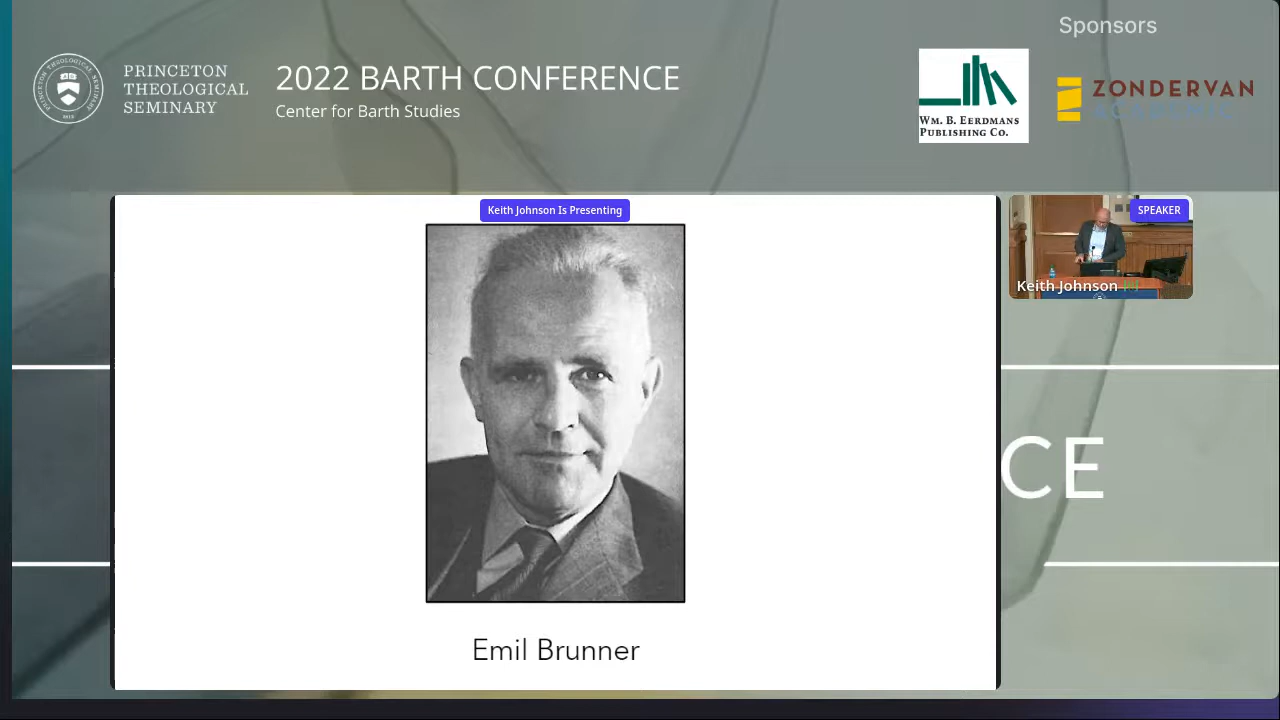 Sponsors
PRINCETON
THEOLOGICAL
SEMINARY
2022 BARTH CONFERENCE
Center for Barth Studies
WM. B. EERDMANS
PUBLISHING CO.
ZONDERVAN
ACADEMIC
Keith Johnson Is Presenting
SPEAKER
Keith Johnson
CE
Emil Brunner